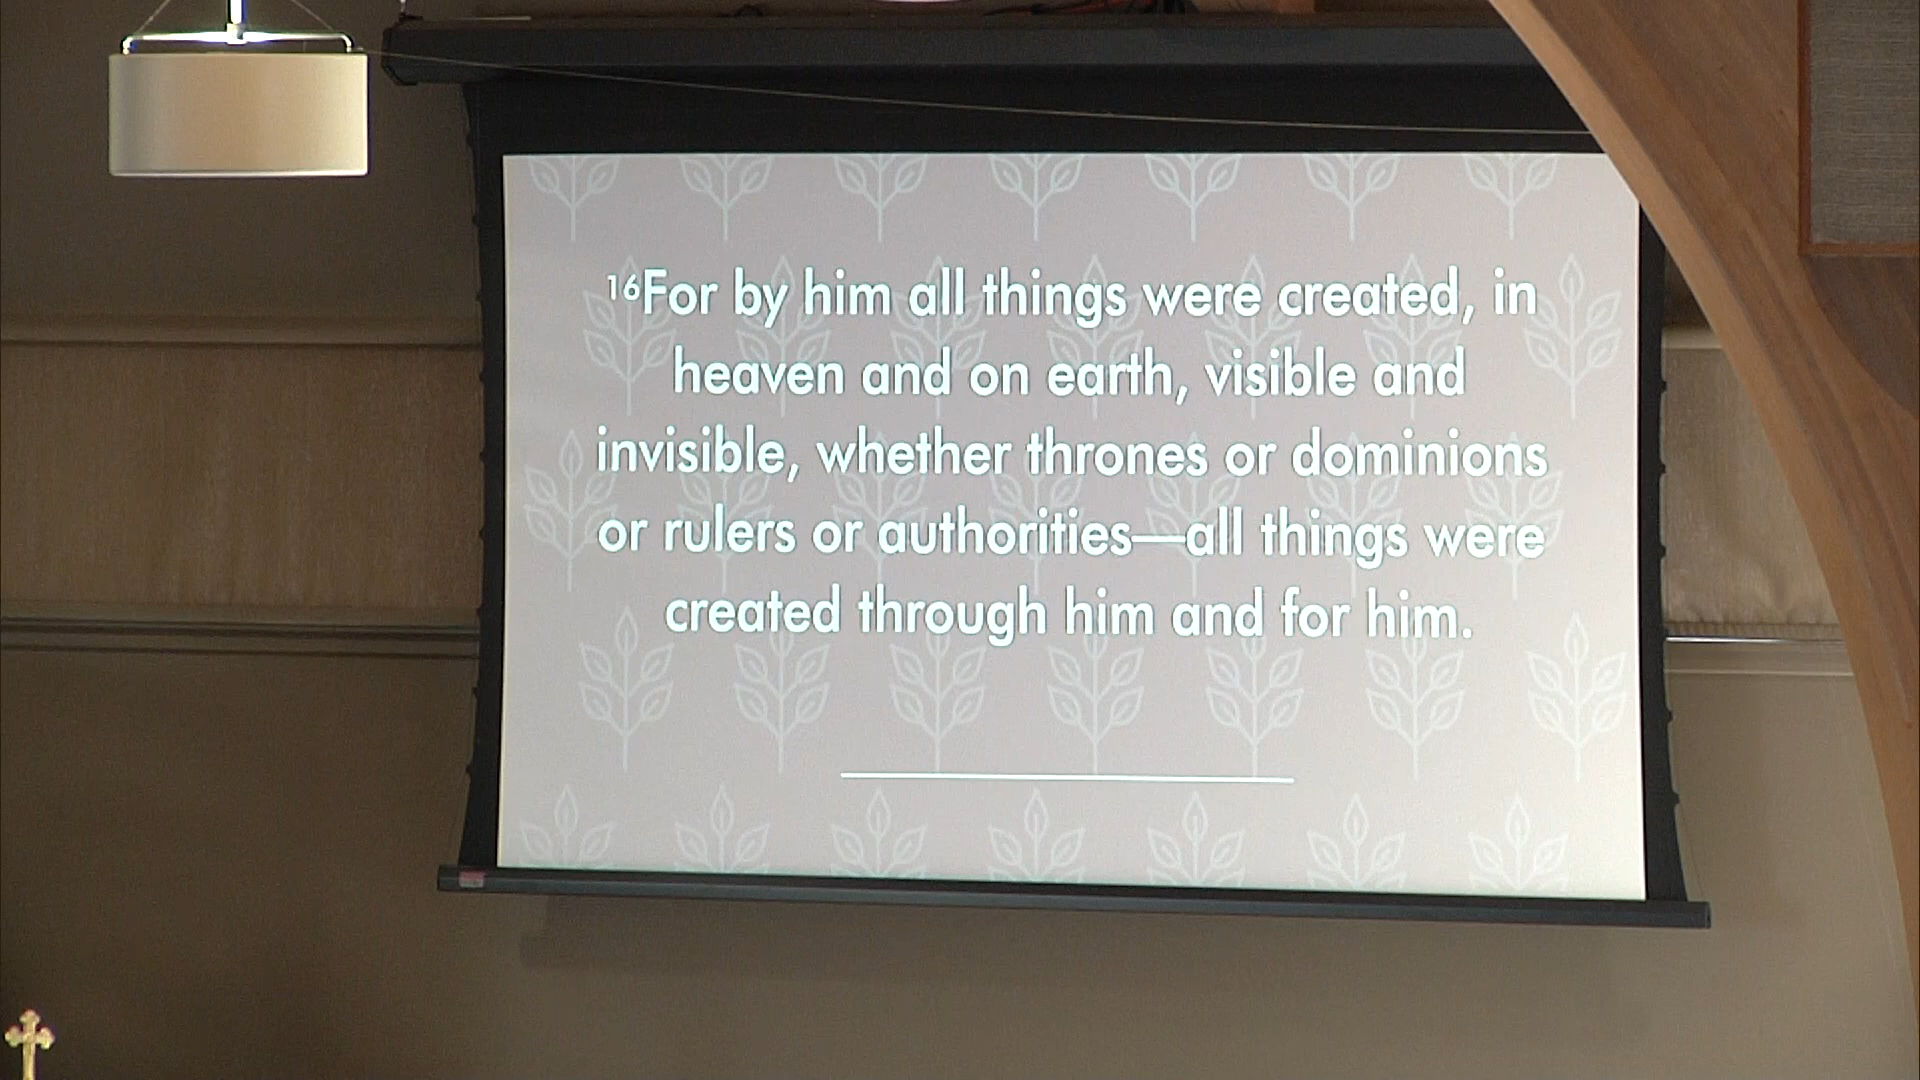 ¹⁶For by him all things were created, in
heaven and on earth, visible and
invisible, whether thrones or dominions
or rulers or authorities—all things were
created through him and for him.